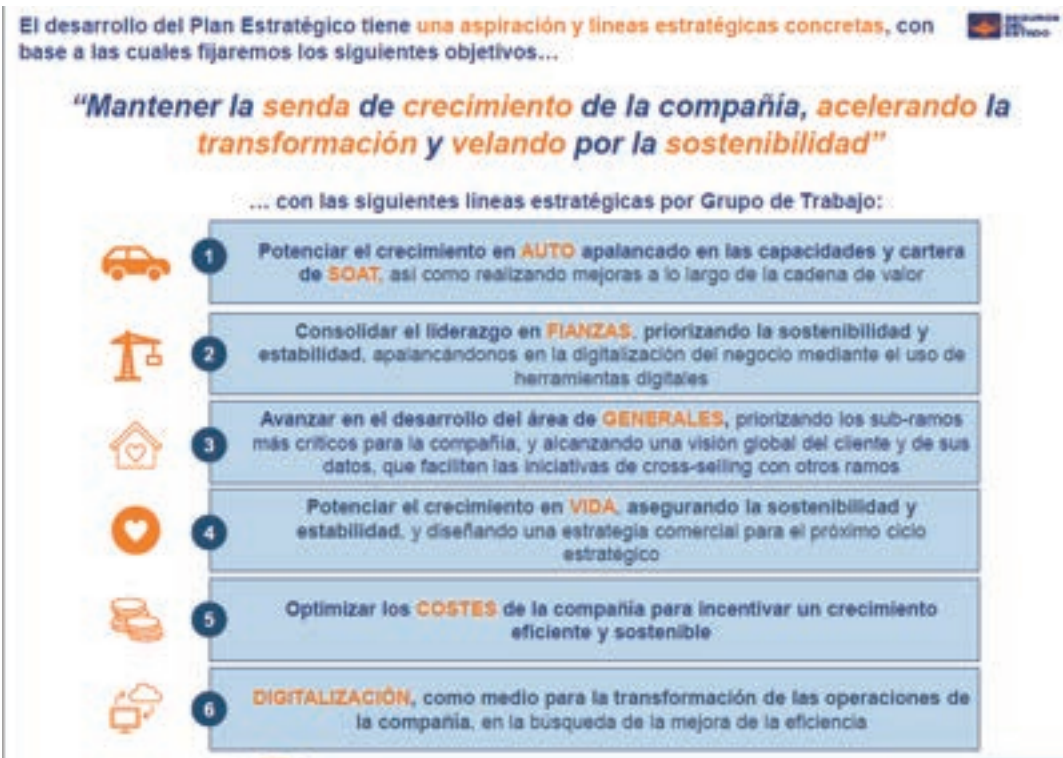 El desarrollo del Plan Estratégico tiene una aspiración y líneas estratégicas concretas, con
base a las cuales fijaremos los siguientes objetivos...
SEGUROS
DEL
ESTADO
“Mantener la senda de crecimiento de la compañía, acelerando la
transformación y velando por la sostenibilidad”
... con las siguientes líneas estratégicas por Grupo de Trabajo:
1
Potenciar el crecimiento en AUTO apalancado en las capacidades y cartera
de SOAT, así como realizando mejoras a lo largo de la cadena de valor
2
Consolidar el liderazgo en FIANZAS, priorizando la sostenibilidad y
estabilidad, apalancándonos en la digitalización del negocio mediante el uso de
herramientas digitales
3
Avanzar en el desarrollo del área de GENERALES, priorizando los sub-ramos
más críticos para la compañía, y alcanzando una visión global del cliente y de sus
datos, que faciliten las iniciativas de cross-selling con otros ramos
4
Potenciar el crecimiento en VIDA, asegurando la sostenibilidad y
estabilidad, y diseñando una estrategia comercial para el próximo ciclo
estratégico
5
Optimizar los COSTES de la compañía para incentivar un crecimiento
eficiente y sostenible
6
DIGITALIZACIÓN, como medio para la transformación de las operaciones de
la compañía, en la búsqueda de la mejora de la eficiencia